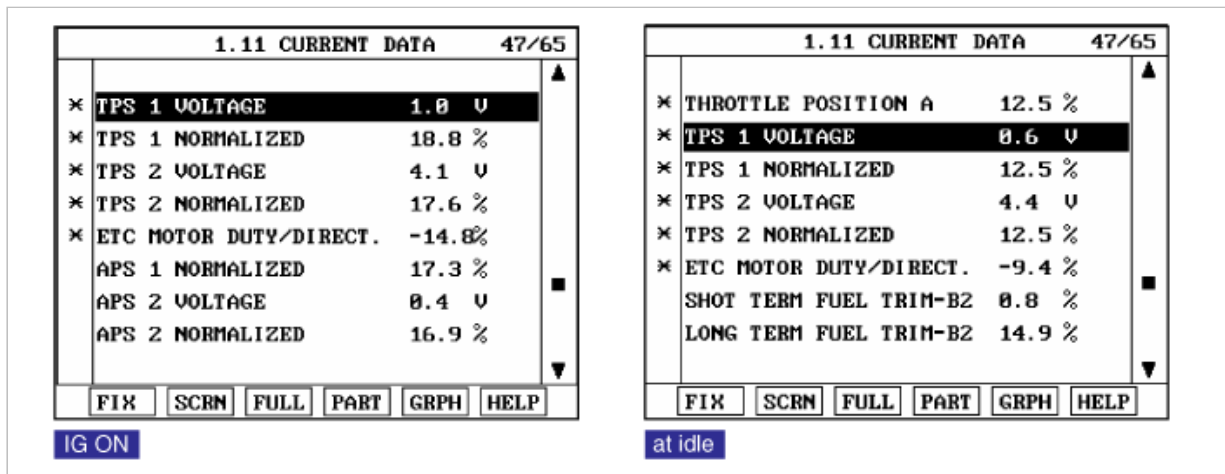 1.11 CURRENT DATA 47/65
* TPS 1 VOLTAGE 1.0 V
* TPS 1 NORMALIZED 18.8 %
* TPS 2 VOLTAGE 4.1 V
* TPS 2 NORMALIZED 17.6 %
* ETC MOTOR DUTY/DIRECT. -14.8%
APS 1 NORMALIZED 17.3 %
APS 2 VOLTAGE 0.4 V
APS 2 NORMALIZED 16.9 %
FIX SCRN FULL PART GRPH HELP
IG ON
1.11 CURRENT DATA 47/65
* THROTTLE POSITION A 12.5 %
* TPS 1 VOLTAGE 0.6 V
* TPS 1 NORMALIZED 12.5 %
* TPS 2 VOLTAGE 4.4 V
* TPS 2 NORMALIZED 12.5 %
* ETC MOTOR DUTY/DIRECT. -9.4 %
SHOT TERM FUEL TRIM-B2 0.8 %
LONG TERM FUEL TRIM-B2 14.9 %
FIX SCRN FULL PART GRPH HELP
at idle